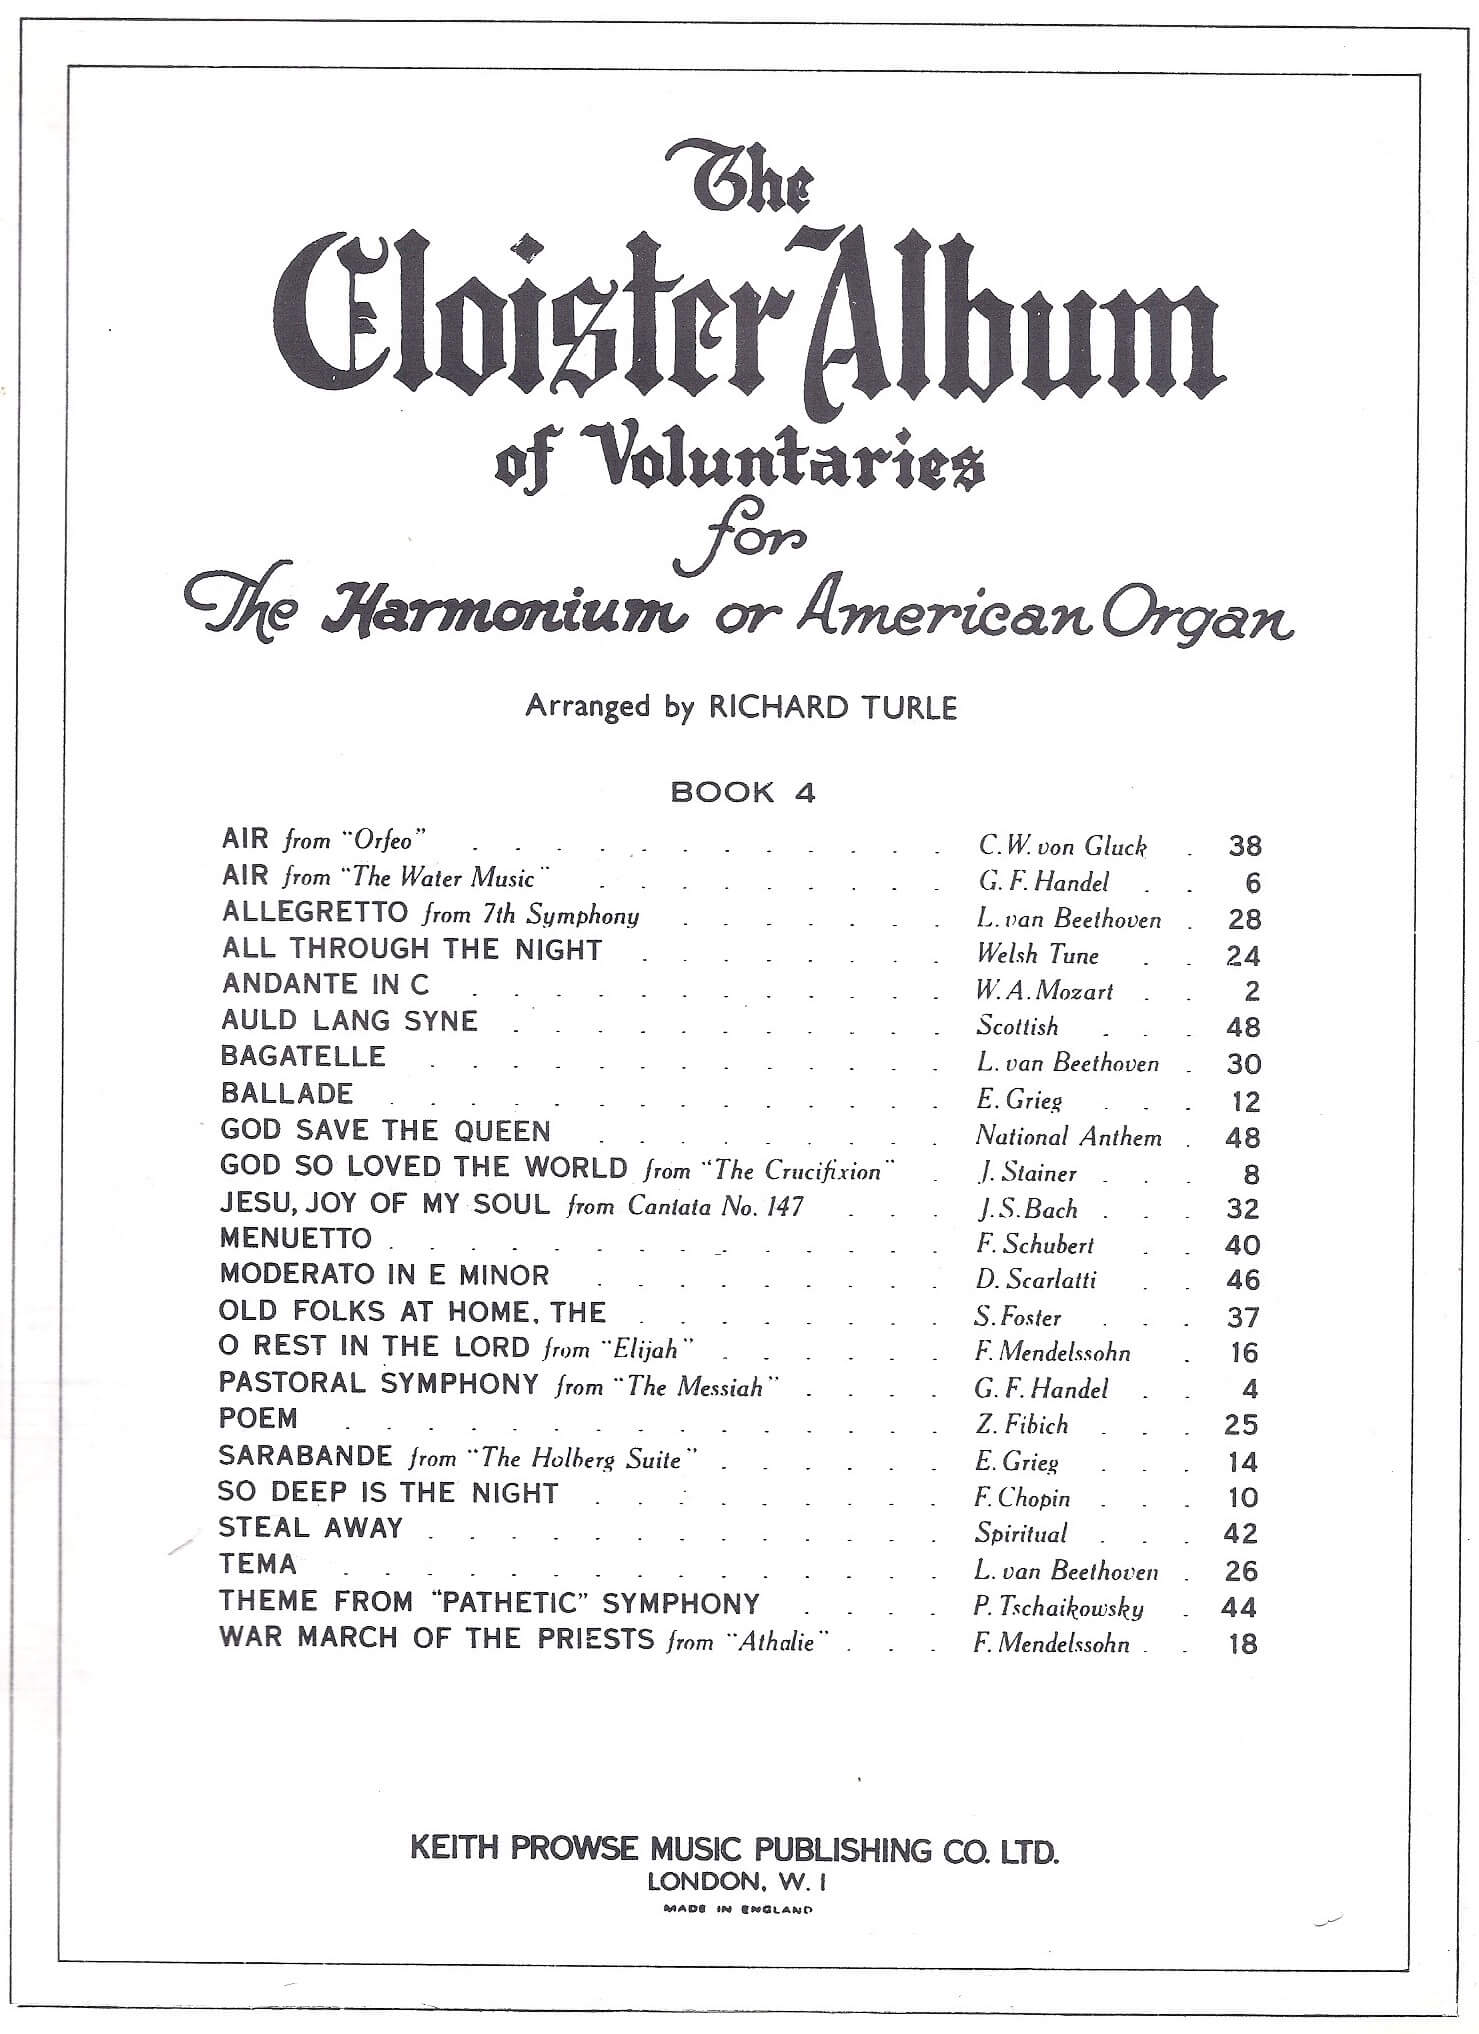 The
Cloister Album
of Voluntaries
for
The Harmonium or American Organ
Arranged by RICHARD TURLE
BOOK 4
AIR from "Orfeo" . . . . . . . . . . . . C. W. von Gluck . 38
AIR from "The Water Music" . . . . . . . . . G. F. Handel . . 6
ALLEGRETTO from 7th Symphony . . . . . . . L. van Beethoven . 28
ALL THROUGH THE NIGHT . . . . . . . . Welsh Tune . . 24
ANDANTE IN C . . . . . . . . . . . . W. A. Mozart . . 2
AULD LANG SYNE . . . . . . . . . . . Scottish . . . 48
BAGATELLE . . . . . . . . . . . . . L. van Beethoven . 30
BALLADE . . . . . . . . . . . . . . E. Grieg . . . 12
GOD SAVE THE QUEEN . . . . . . . . . National Anthem . 48
GOD SO LOVED THE WORLD from "The Crucifixion" . J. Stainer . . . 8
JESU, JOY OF MY SOUL from Cantata No. 147 . . . J. S. Bach . . . 32
MENUETTO . . . . . . . . . . . . . . F. Schubert . . 40
MODERATO IN E MINOR . . . . . . . . . D. Scarlatti . . 46
OLD FOLKS AT HOME, THE . . . . . . . . S. Foster . . . 37
O REST IN THE LORD from "Elijah" . . . . . . F. Mendelssohn . 16
PASTORAL SYMPHONY from "The Messiah" . . . . G. F. Handel . . 4
POEM . . . . . . . . . . . . . . . Z. Fibich . . . 25
SARABANDE from "The Holberg Suite" . . . . . . E. Grieg . . . 14
SO DEEP IS THE NIGHT . . . . . . . . . F. Chopin . . . 10
STEAL AWAY . . . . . . . . . . . . . Spiritual . . . 42
TEMA . . . . . . . . . . . . . . . L. van Beethoven . 26
THEME FROM "PATHETIC" SYMPHONY . . . . P. Tschaikowsky . 44
WAR MARCH OF THE PRIESTS from "Athalie" . . . F. Mendelssohn . . 18
KEITH PROWSE MUSIC PUBLISHING CO. LTD.
LONDON, W. 1
MADE IN ENGLAND